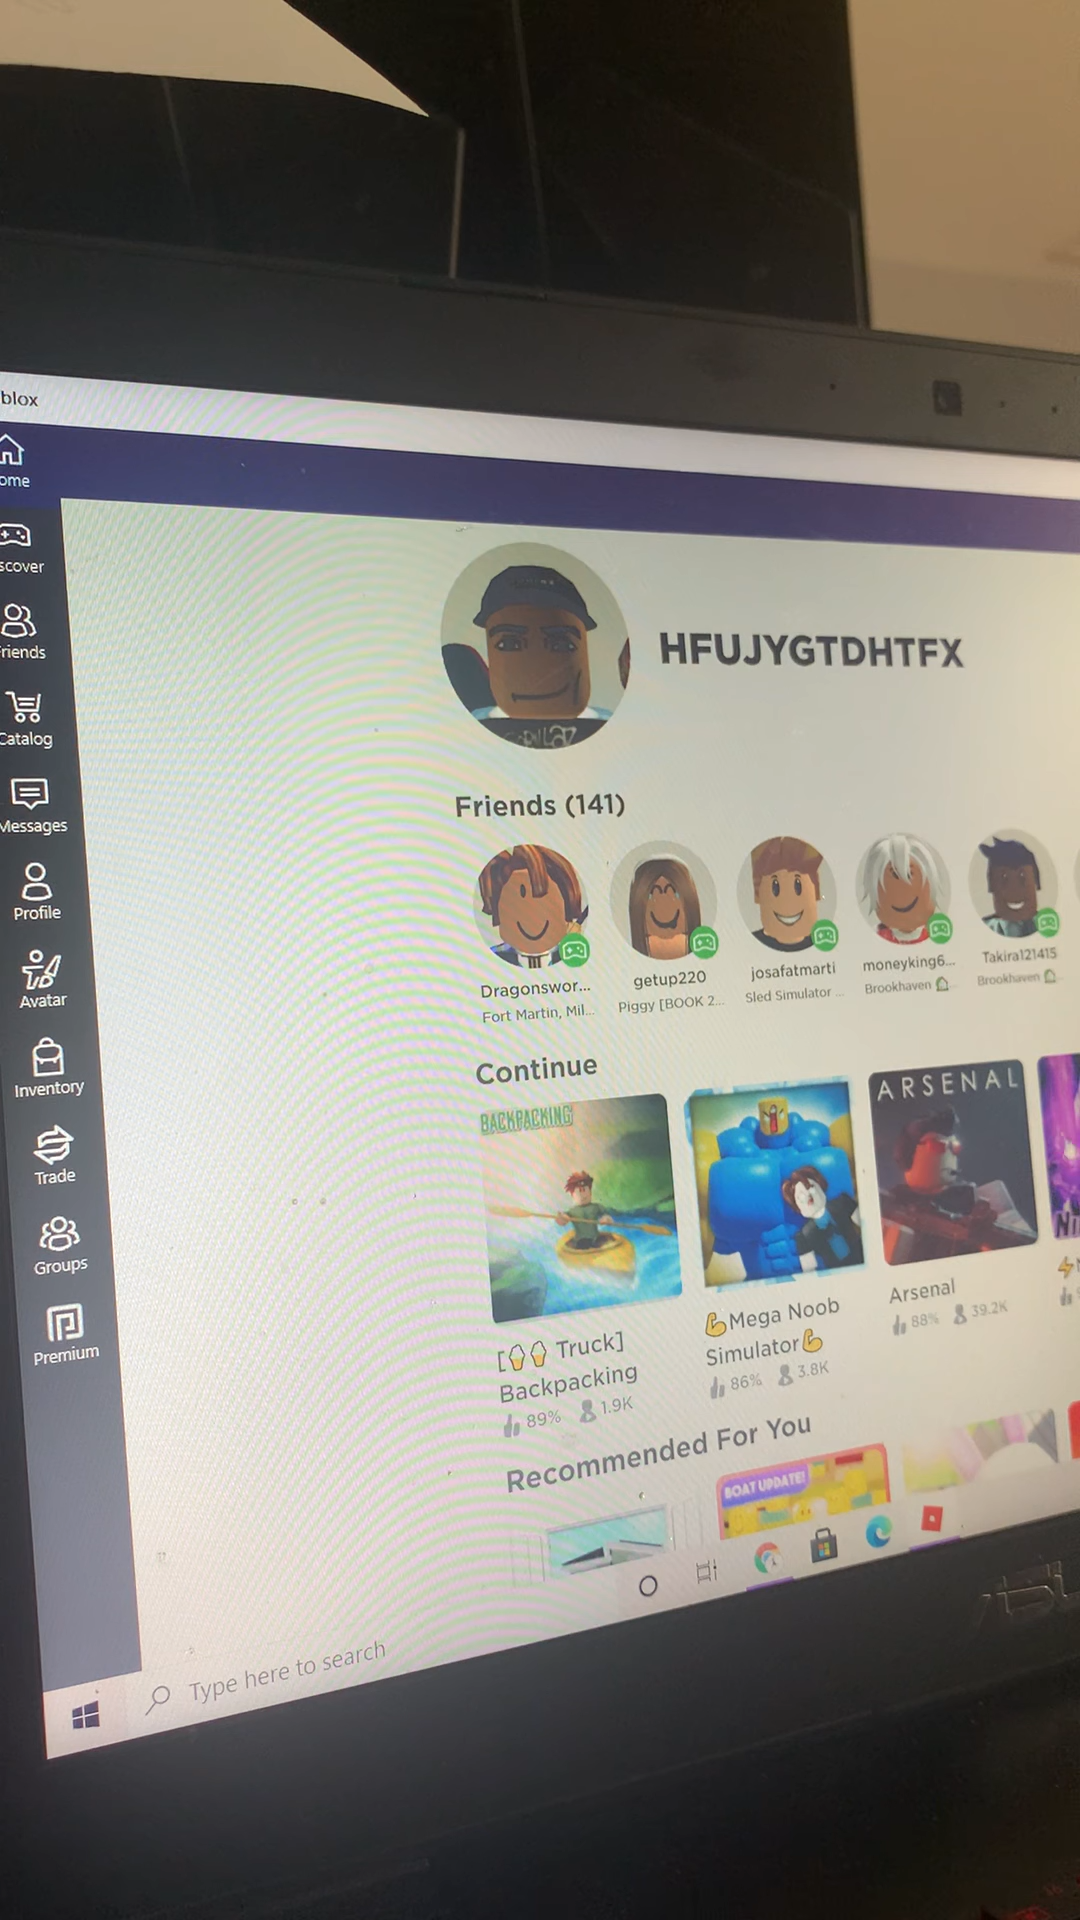 blox
ome
scover
riends
Catalog
Messages
Profile
Avatar
Inventory
Trade
Groups
Premium
HFUJYGTDHTFX
Friends (141)
Dragonswor... getup220 josafatmarti moneyking6... Takira121415
Fort Martin, Mil... Piggy [BOOK 2... Sled Simulator ... Brookhaven Brookhaven
Continue
BACKPACKING
ARSENAL
[🍦🍦 Truck]
Backpacking
89% 1.9K
💪Mega Noob
Simulator💪
86% 3.8K
Arsenal
88% 39.2K
Recommended For You
BOAT UPDATE!
Type here to search